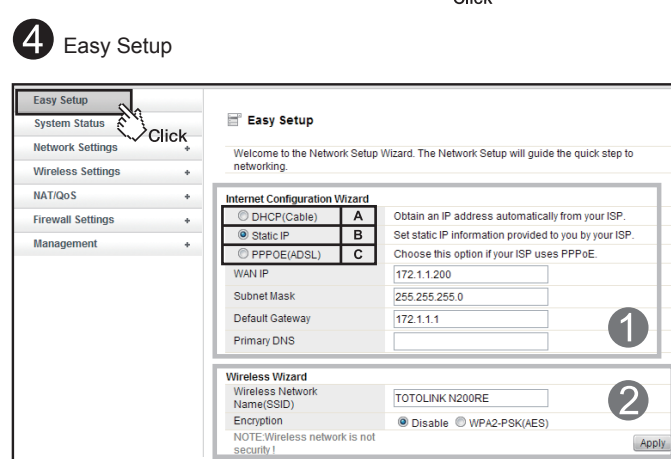 Click
4 Easy Setup
Easy Setup
System Status
Click
Network Settings +
Wireless Settings +
NAT/QoS +
Firewall Settings +
Management +
Easy Setup
Welcome to the Network Setup Wizard. The Network Setup will guide the quick step to
networking.
Internet Configuration Wizard
DHCP(Cable) A Obtain an IP address automatically from your ISP.
Static IP B Set static IP information provided to you by your ISP.
PPPOE(ADSL) C Choose this option if your ISP uses PPPoE.
WAN IP 172.1.1.200
Subnet Mask 255.255.255.0
Default Gateway 172.1.1.1
Primary DNS
1
Wireless Wizard
Wireless Network
Name(SSID) TOTOLINK N200RE
Encryption Disable WPA2-PSK(AES)
NOTE:Wireless network is not
security !
2
Apply